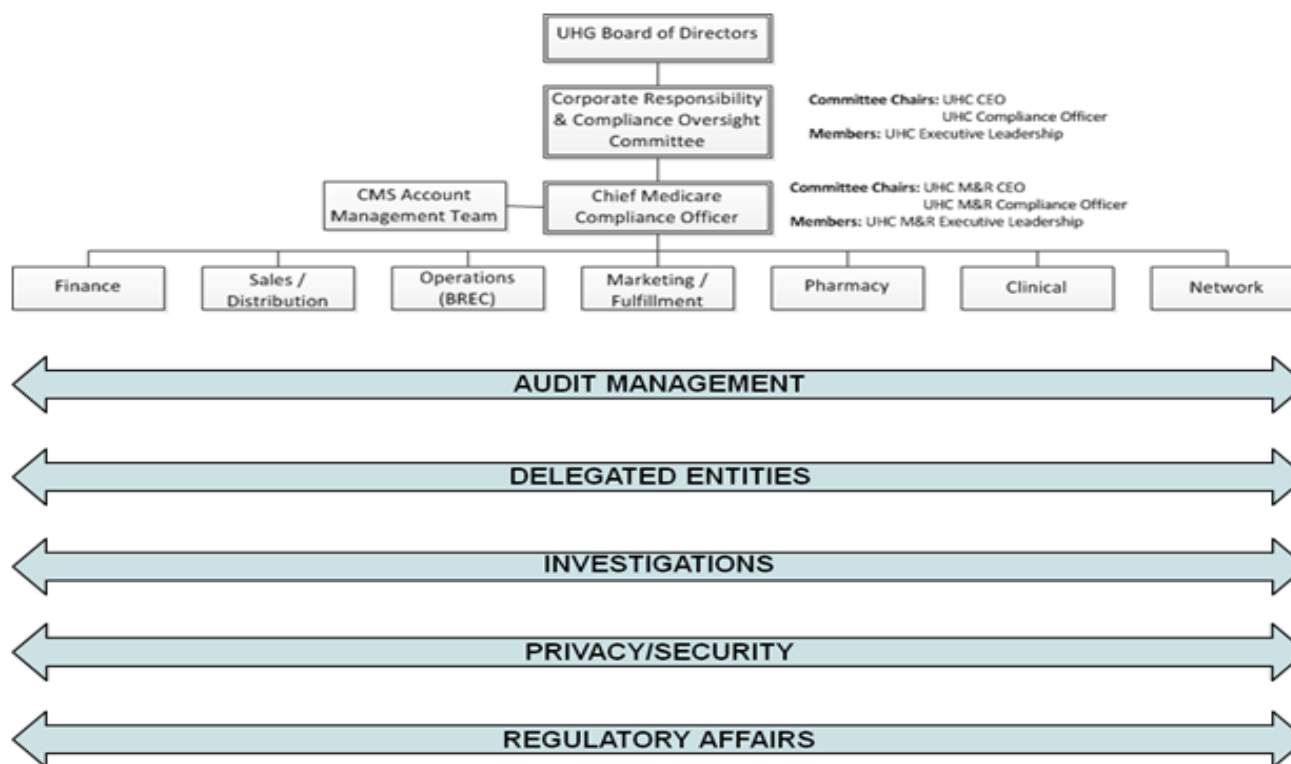 UHG Board of Directors
Corporate Responsibility
& Compliance Oversight
Committee
Committee Chairs: UHC CEO
UHC Compliance Officer
Members: UHC Executive Leadership
CMS Account
Management Team
Chief Medicare
Compliance Officer
Committee Chairs: UHC M&R CEO
UHC M&R Compliance Officer
Members: UHC M&R Executive Leadership
Finance
Sales /
Distribution
Operations
(BREC)
Marketing /
Fulfillment
Pharmacy
Clinical
Network
AUDIT MANAGEMENT
DELEGATED ENTITIES
INVESTIGATIONS
PRIVACY/SECURITY
REGULATORY AFFAIRS